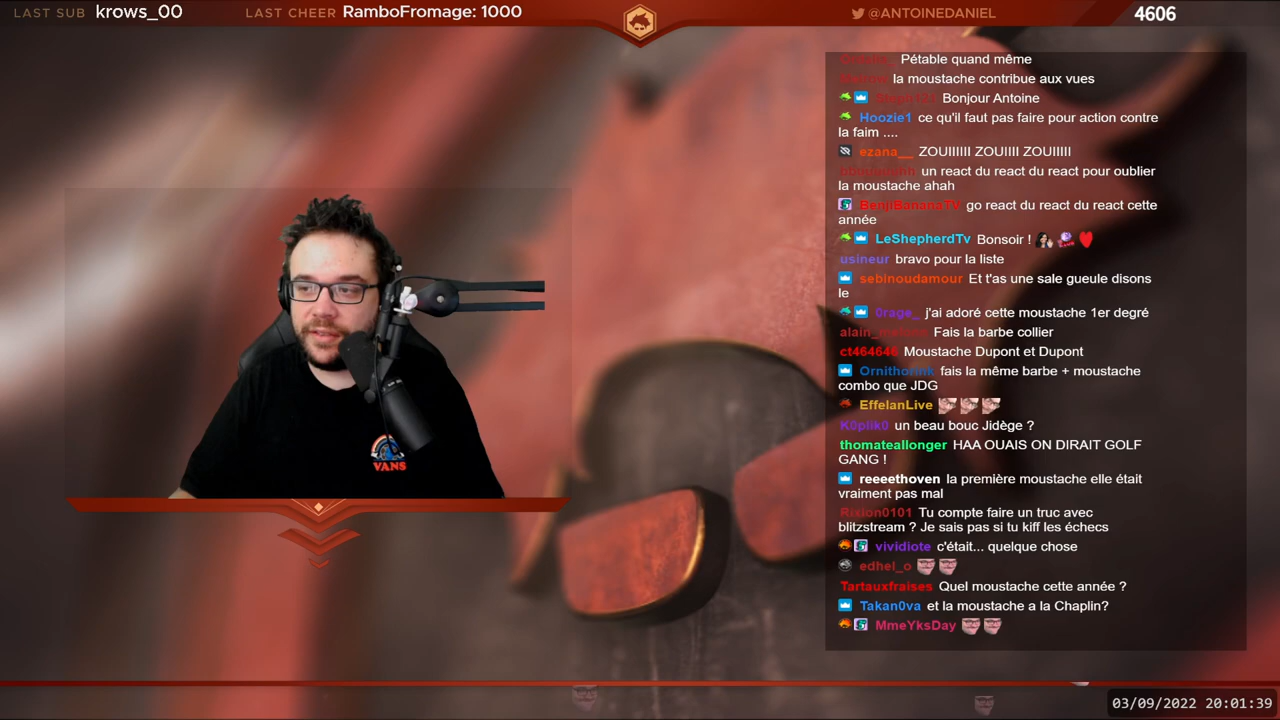 LAST SUB krows_00 LAST CHEER RamboFromage: 1000 @ANTOINEDANIEL 4606
Pétable quand même
la moustache contribue aux vues
Bonjour Antoine
Hoozie1 ce qu'il faut pas faire pour action contre
la faim ....
ezana__ ZOUIIIIII ZOUIIII ZOUIIIII
un react du react du react pour oublier
la moustache ahah
BenjiBananaTV go react du react du react cette
année
LeShepherdTv Bonsoir !
usineur bravo pour la liste
sebinoudamour Et t'as une sale gueule disons
le
0rage_ j'ai adoré cette moustache 1er degré
Fais la barbe collier
ct464646 Moustache Dupont et Dupont
Ornithorink fais la même barbe + moustache
combo que JDG
EffelanLive
K0piik0 un beau bouc Jidège ?
thomateallonger HAA OUAIS ON DIRAIT GOLF
GANG !
reeeethoven la première moustache elle était
vraiment pas mal
Rixion0101 Tu compte faire un truc avec
blitzstream ? Je sais pas si tu kiff les échecs
vividiote c'était... quelque chose
edhel_o
Tartauxfraises Quel moustache cette année ?
Takan0va et la moustache a la Chaplin?
MmeYksDay
VANS
03/09/2022 20:01:39